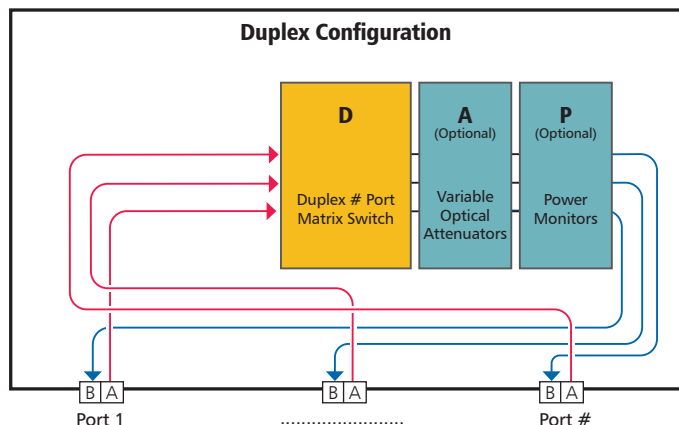 Duplex Configuration
D
Duplex # Port
Matrix Switch
A
(Optional)
Variable
Optical
Attenuators
P
(Optional)
Power
Monitors
B A
B A
B A
Port 1
.......................
Port #